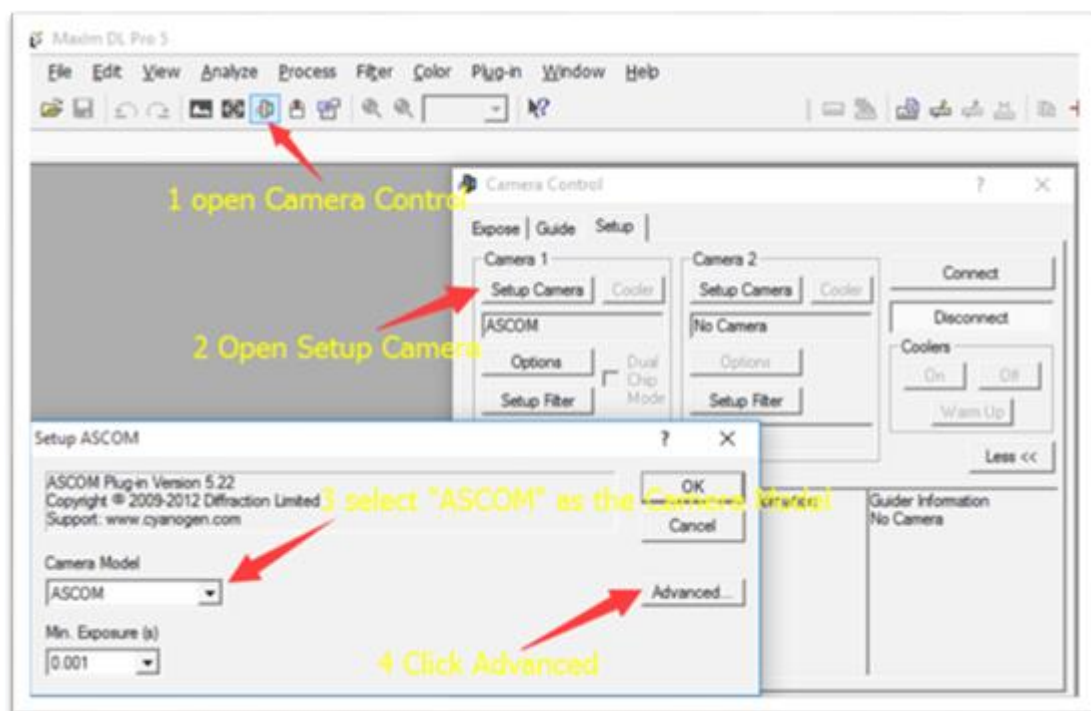 Maxim DL Pro 5
File Edit View Analyze Process Filter Color Plug-in Window Help
1 open Camera Control
Camera Control
Expose Guide Setup
Camera 1
Setup Camera Cooler
ASCOM
Options
Dual Chip Mode
Setup Filter
Camera 2
Setup Camera Cooler
No Camera
Options
Setup Filter
Connect
Disconnect
Coolers
On Off
Warm Up
Less <<
2 Open Setup Camera
Guider Information
No Camera
Setup ASCOM
ASCOM Plug-in Version 5.22
Copyright © 2009-2012 Diffraction Limited
Support: www.cyanogen.com
OK
Cancel
3 select "ASCOM" as the Camera Model
Camera Model
ASCOM
Advanced...
Min. Exposure (s)
0.001
4 Click Advanced